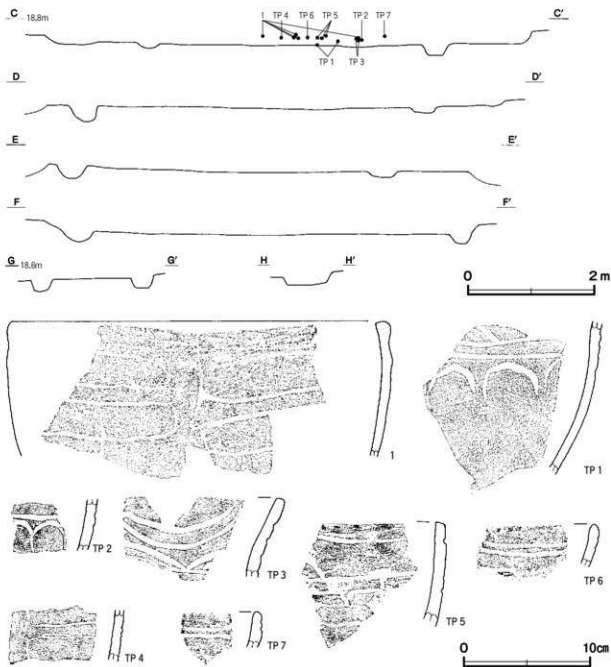 C 18.8m 1 TP 4 TP 6 TP 5 TP 2 TP 7 C′
TP 1 TP 3
D D′
E E′
F F′
G 18.6m G′ H H′
0 2 m
1
TP 1
TP 2
TP 3
TP 5
TP 6
TP 4
TP 7
0 10cm